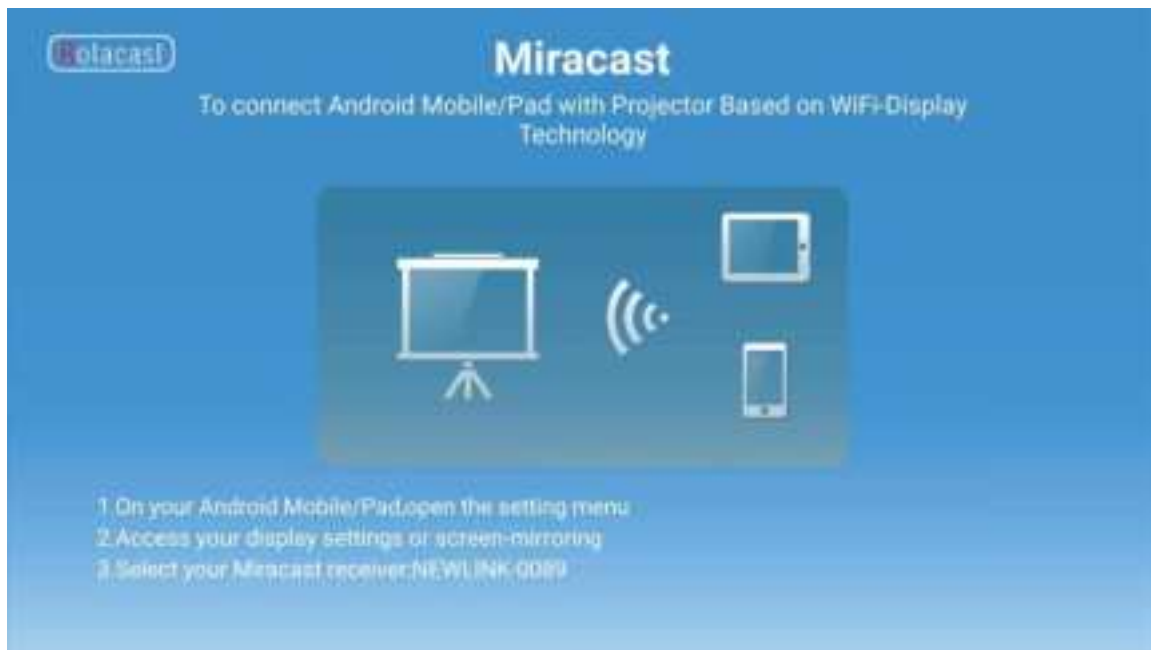 Miracast
To connect Android Mobile/Pad with Projector Based on WiFi-Display
Technology
1.On your Android Mobile/Pad,open the setting menu
2.Access your display settings or screen-mirroring
3.Select your Miracast receiver:NEWLINK-0089